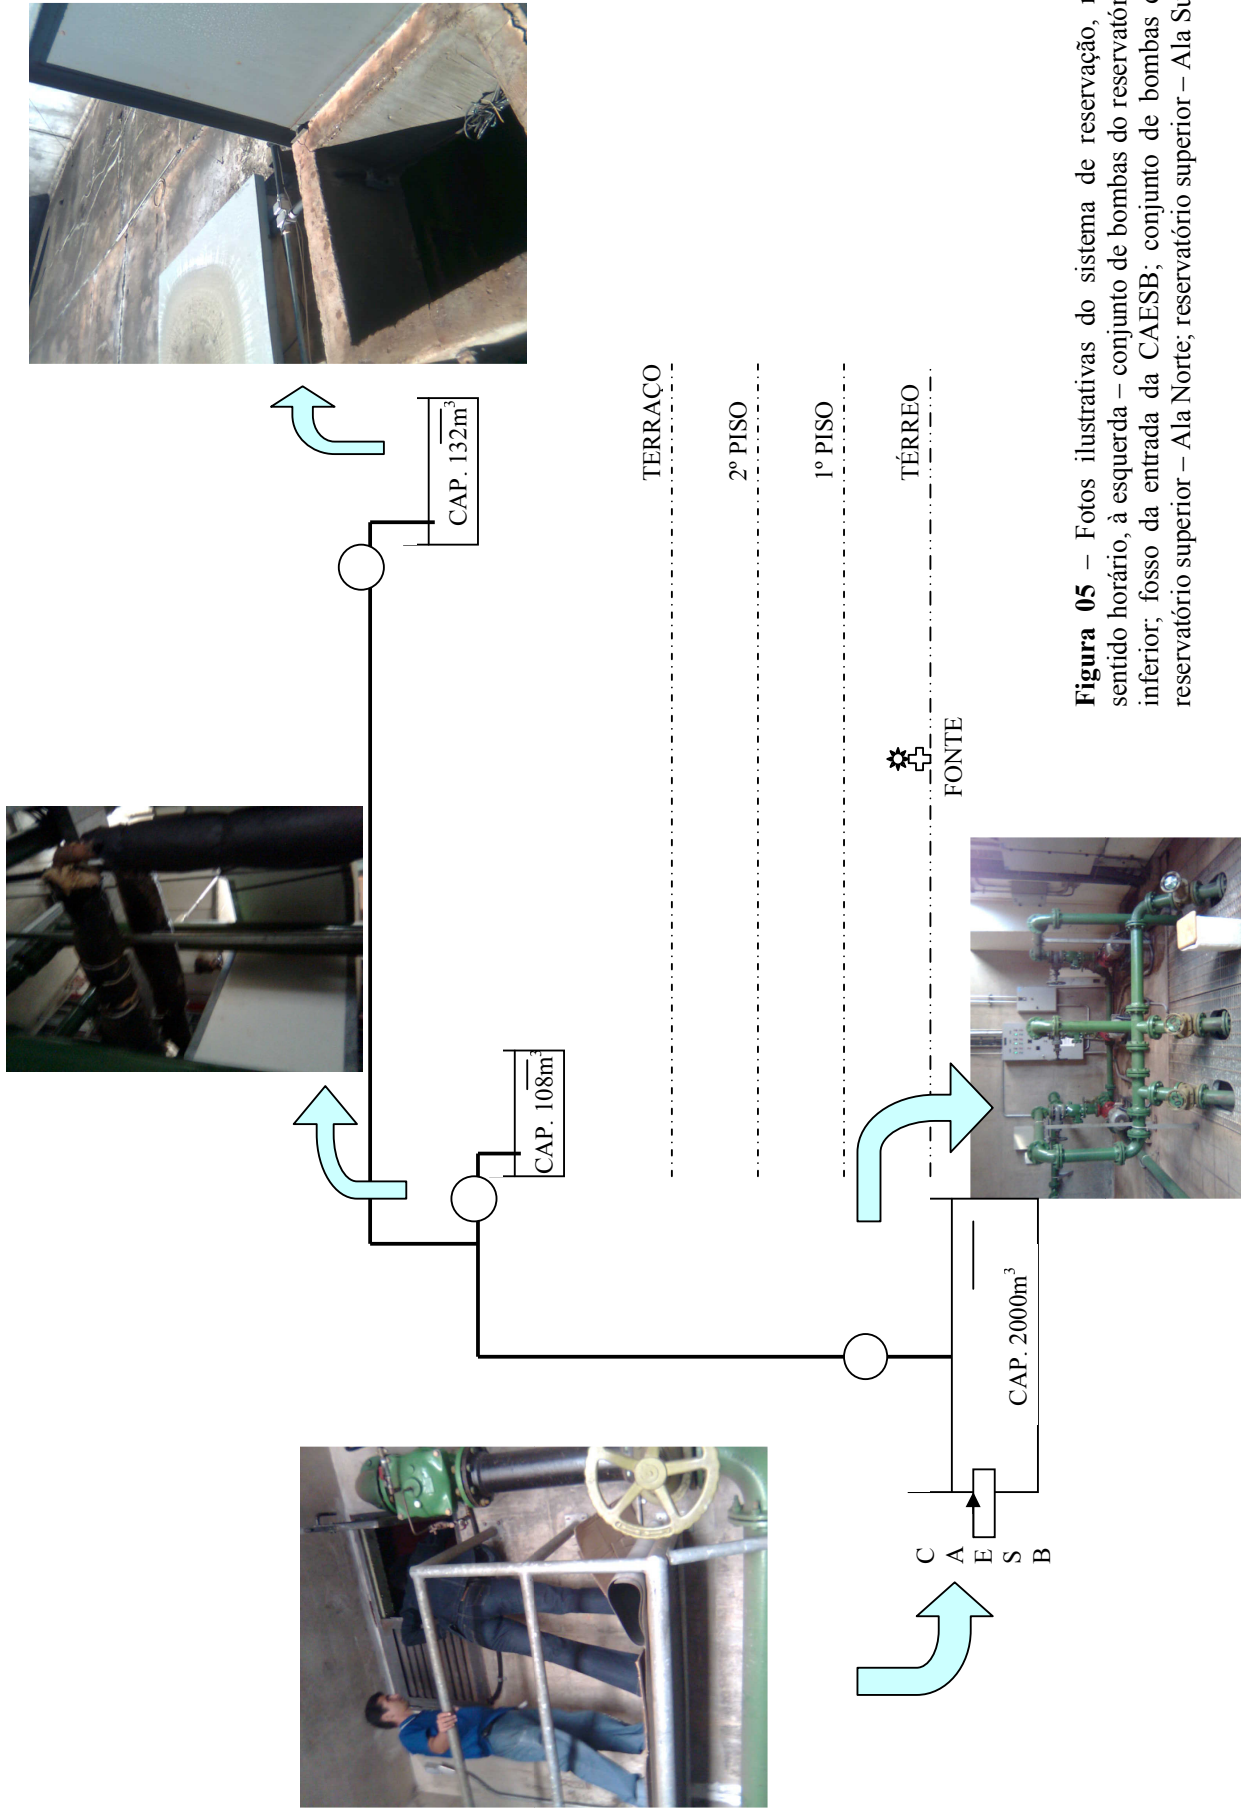 CAP. 132m³
CAP. 108m³
TERRAÇO
2º PISO
1º PISO
TÉRREO
FONTE
CAP. 2000m³
C
A
E
S
B
Figura 05 – Fotos ilustrativas do sistema de reservação,
sentido horário, à esquerda – conjunto de bombas do
inferior; fosso da entrada da CAESB; conjunto de bombas
reservatório superior – Ala Norte; reservatório superior – Ala